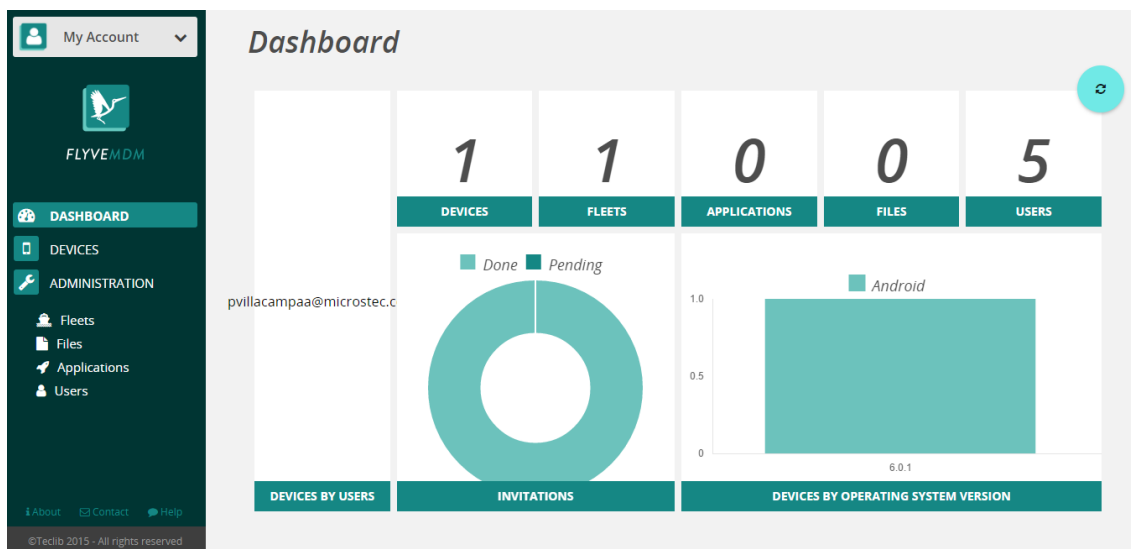 My Account
FLYVEMDM
DASHBOARD
DEVICES
ADMINISTRATION
Fleets
Files
Applications
Users
About Contact Help
©Teclib 2015 - All rights reserved
Dashboard
1 1 0 0 5
DEVICES FLEETS APPLICATIONS FILES USERS
pvillacampaa@microstec.c
DEVICES BY USERS
Done Pending
INVITATIONS
Android
1.0
0.5
0
6.0.1
DEVICES BY OPERATING SYSTEM VERSION